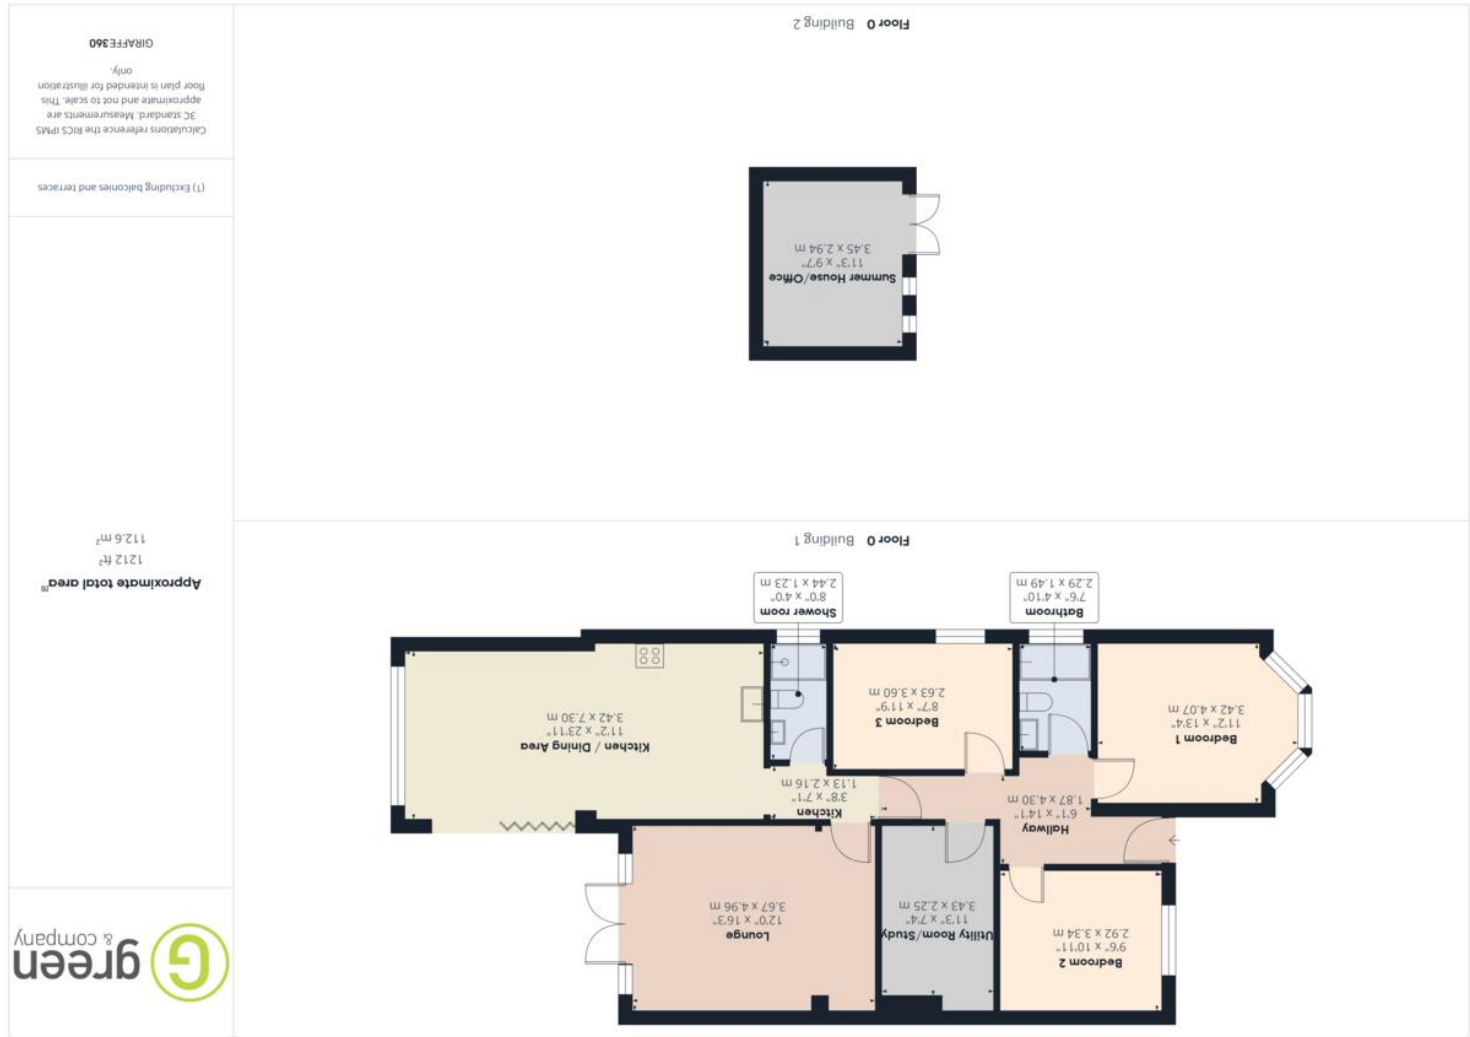 Bedroom 2
9'6" x 10'11"
2.92 x 3.34 m
Utility Room/Study
11'3" x 7'4"
3.43 x 2.25 m
Lounge
12'0" x 16'3"
3.67 x 4.96 m
Hallway
6'1" x 14'1"
1.87 x 4.30 m
Kitchen
3'8" x 7'1"
1.13 x 2.16 m
Bedroom 1
11'2" x 13'4"
3.42 x 4.07 m
Bedroom 3
8'7" x 11'9"
2.63 x 3.60 m
Kitchen / Dining Area
11'2" x 23'11"
3.42 x 7.30 m
Bathroom
7'6" x 4'10"
2.29 x 1.49 m
Shower room
8'0" x 4'0"
2.44 x 1.23 m
Floor 0 Building 1
Summer House/Office
11'3" x 9'7"
3.45 x 2.94 m
Floor 0 Building 2
G green
& company
Approximate total area⁽¹⁾
1212 ft²
112.6 m²
(1) Excluding balconies and terraces
Calculations reference the RICS IPMS
3C standard. Measurements are
approximate and not to scale. This
floor plan is intended for illustration
only.
GIRAFFE360